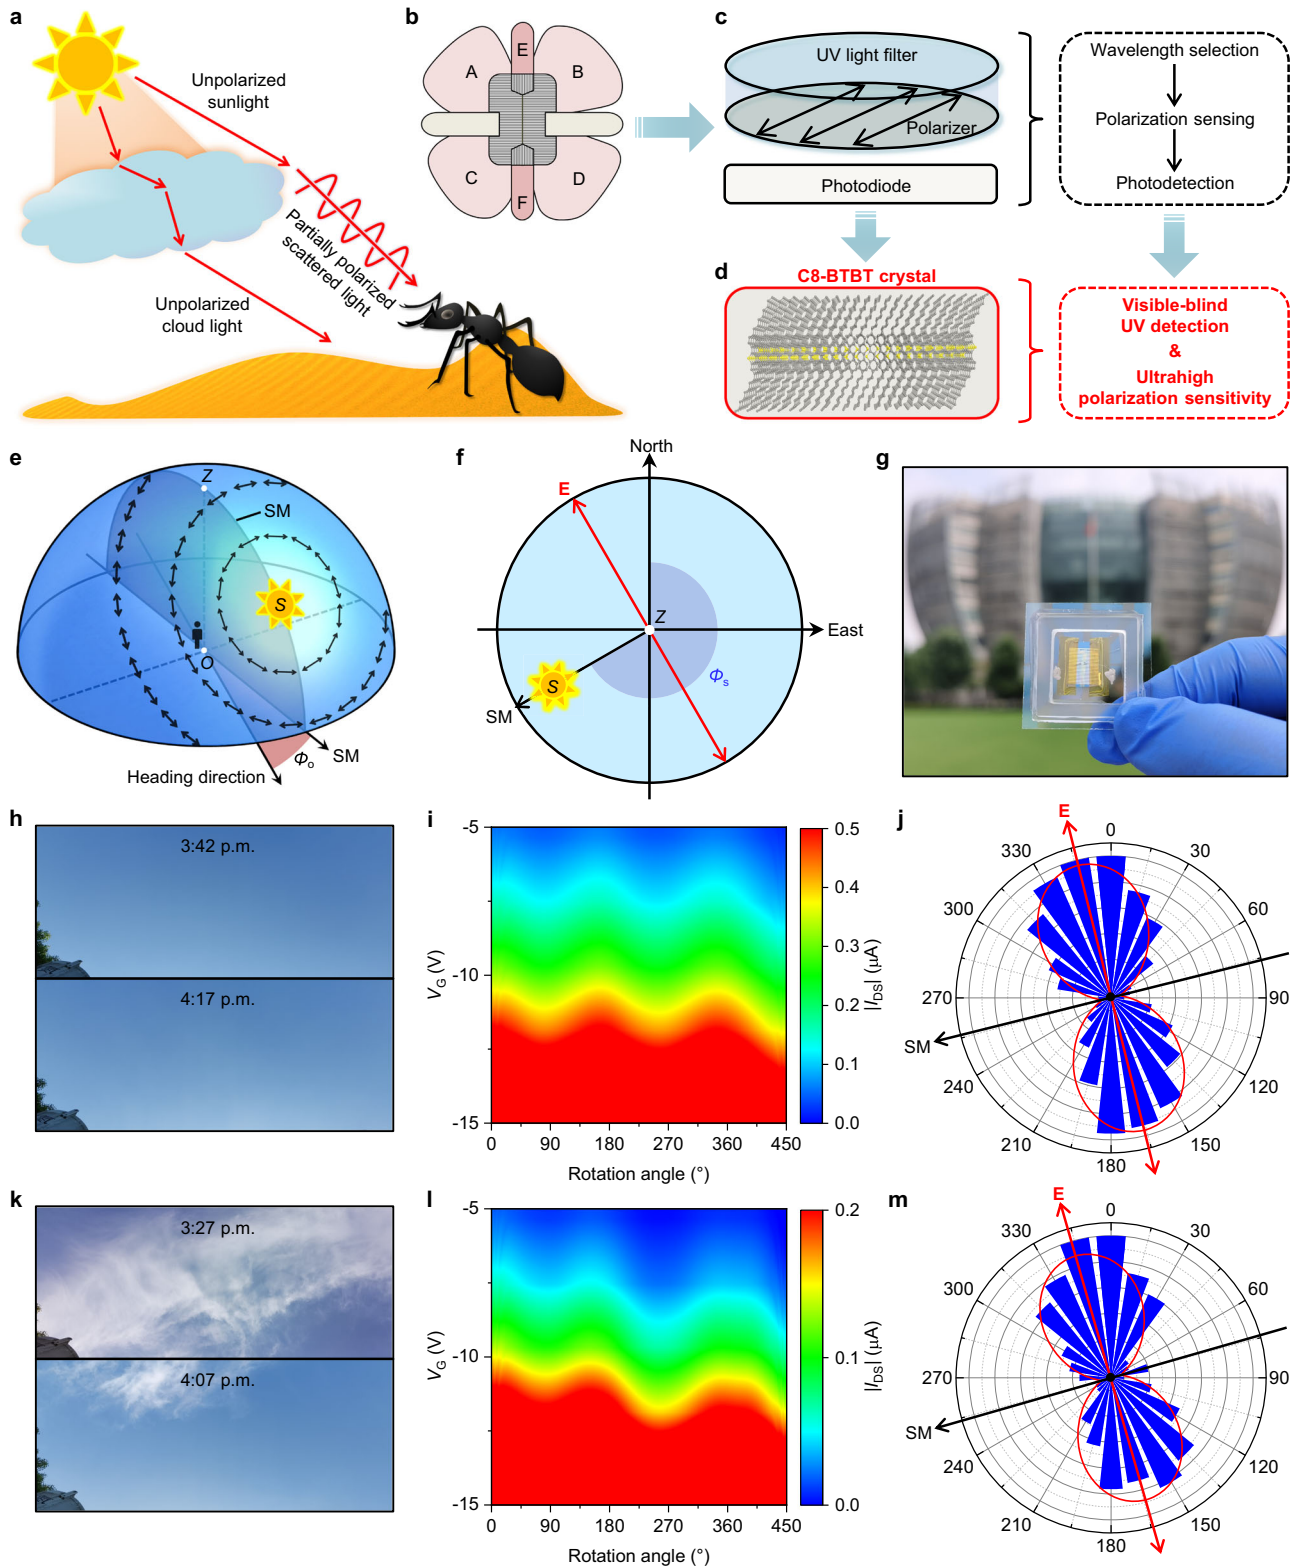 a
Unpolarized
sunlight
Partially polarized
scattered light
Unpolarized
cloud light
b
A
E
B
C
F
D
c
UV light filter
Polarizer
Photodiode
Wavelength selection
Polarization sensing
Photodetection
d
C8-BTBT crystal
Visible-blind
UV detection
&
Ultrahigh
polarization sensitivity
e
Z
SM
S
O
Φo
SM
Heading direction
f
North
E
Z
East
S
SM
Φs
g
h
3:42 p.m.
4:17 p.m.
i
-5
-10
-15
VG (V)
0 90 180 270 360 450
Rotation angle (°)
0.5
0.4
0.3
0.2
0.1
0.0
|IDS| (μA)
j
E
0
30
60
90
120
150
180
210
240
270
300
330
SM
k
3:27 p.m.
4:07 p.m.
l
-5
-10
-15
VG (V)
0 90 180 270 360 450
Rotation angle (°)
0.2
0.1
0.0
|IDS| (μA)
m
E
0
30
60
90
120
150
180
210
240
270
300
330
SM